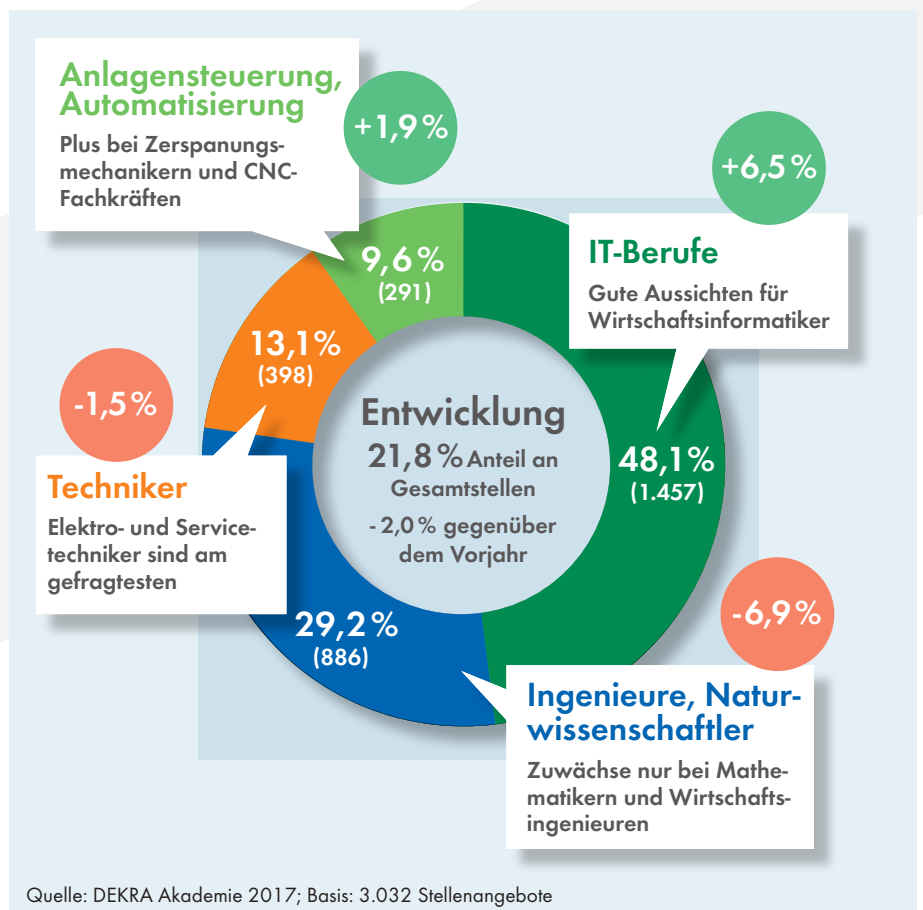 Anlagensteuerung,
Automatisierung
Plus bei Zerspanungs-
mechanikern und CNC-
Fachkräften
+1,9 %
+6,5 %
IT-Berufe
Gute Aussichten für
Wirtschaftsinformatiker
9,6 %
(291)
13,1 %
(398)
-1,5 %
Techniker
Elektro- und Service-
techniker sind am
gefragtesten
Entwicklung
21,8 % Anteil an
Gesamtstellen
- 2,0 % gegenüber
dem Vorjahr
48,1 %
(1.457)
29,2 %
(886)
-6,9 %
Ingenieure, Natur-
wissenschaftler
Zuwächse nur bei Mathe-
matikern und Wirtschafts-
ingenieuren
Quelle: DEKRA Akademie 2017; Basis: 3.032 Stellenangebote